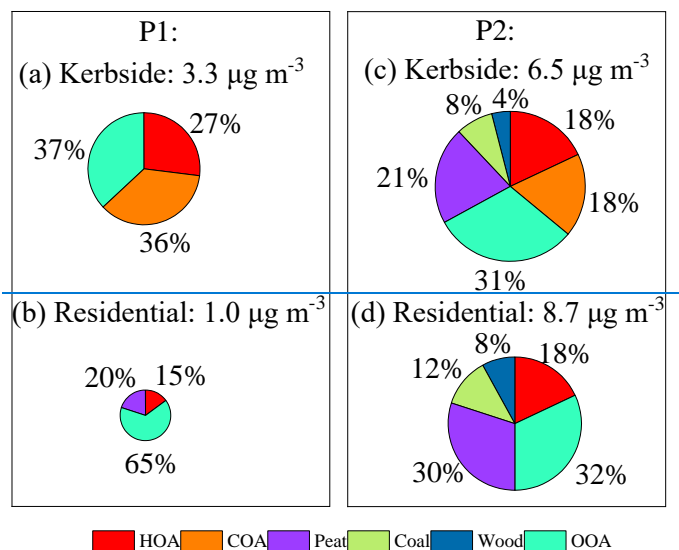 P1:
(a) Kerbside: 3.3 μg m⁻³
27%
37%
36%
(b) Residential: 1.0 μg m⁻³
20%
15%
65%
P2:
(c) Kerbside: 6.5 μg m⁻³
8%
4%
18%
21%
18%
31%
(d) Residential: 8.7 μg m⁻³
8%
18%
12%
30%
32%
HOA COA Peat Coal Wood OOA